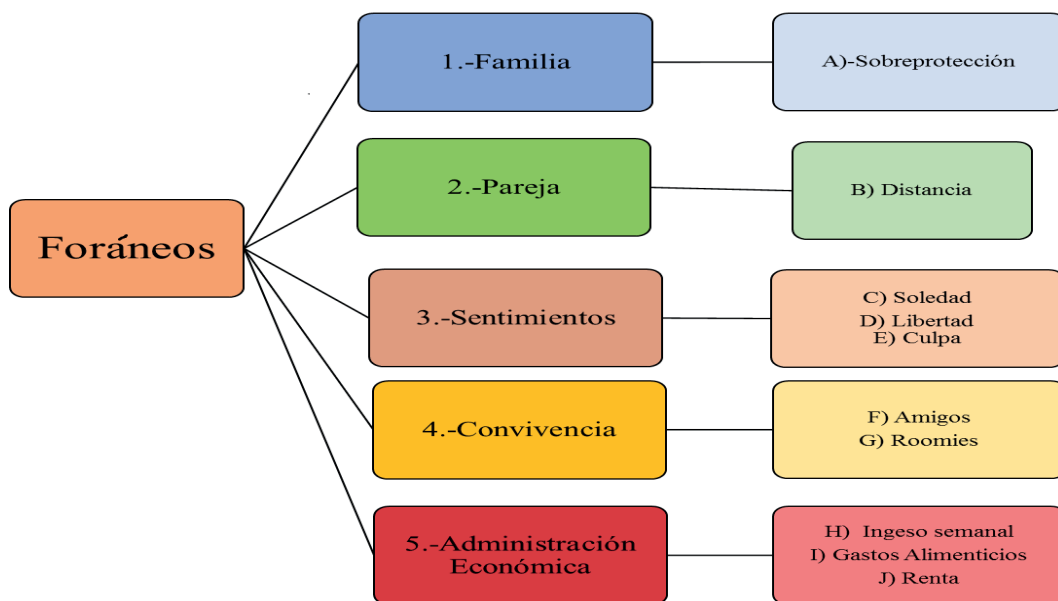 Foráneos
1.-Familia
A)-Sobreprotección
2.-Pareja
B) Distancia
3.-Sentimientos
C) Soledad
D) Libertad
E) Culpa
4.-Convivencia
F) Amigos
G) Roomies
5.-Administración
Económica
H) Ingeso semanal
I) Gastos Alimenticios
J) Renta